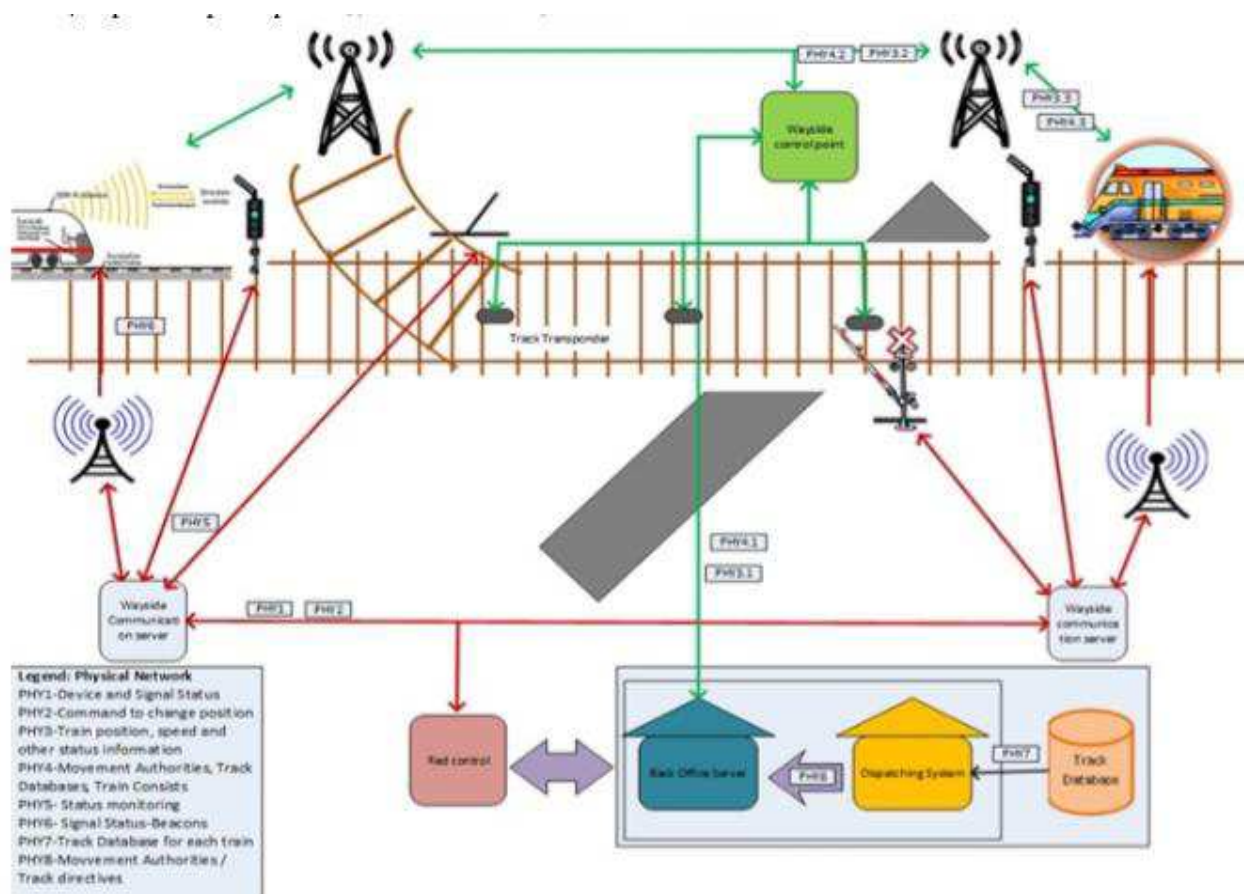 PHY4.2
PHY3.2
PHY3.3
PHY4.3
Wayside
control point
PHY6
Track Transponder
PHY5
PHY4.1
PHY3.1
Wayside
Communicati
on server
PHY1
PHY2
Wayside
communica
tion server
Legend: Physical Network
PHY1-Device and Signal Status
PHY2-Command to change position
PHY3-Train position, speed and
other status information
PHY4-Movement Authorities, Track
Databases, Train Consists
PHY5- Status monitoring
PHY6- Signal Status-Beacons
PHY7-Track Database for each train
PHY8-Movvement Authorities /
Track directives
control
Back Office Server
PHY8
Dispatching System
PHY7
Track
Database